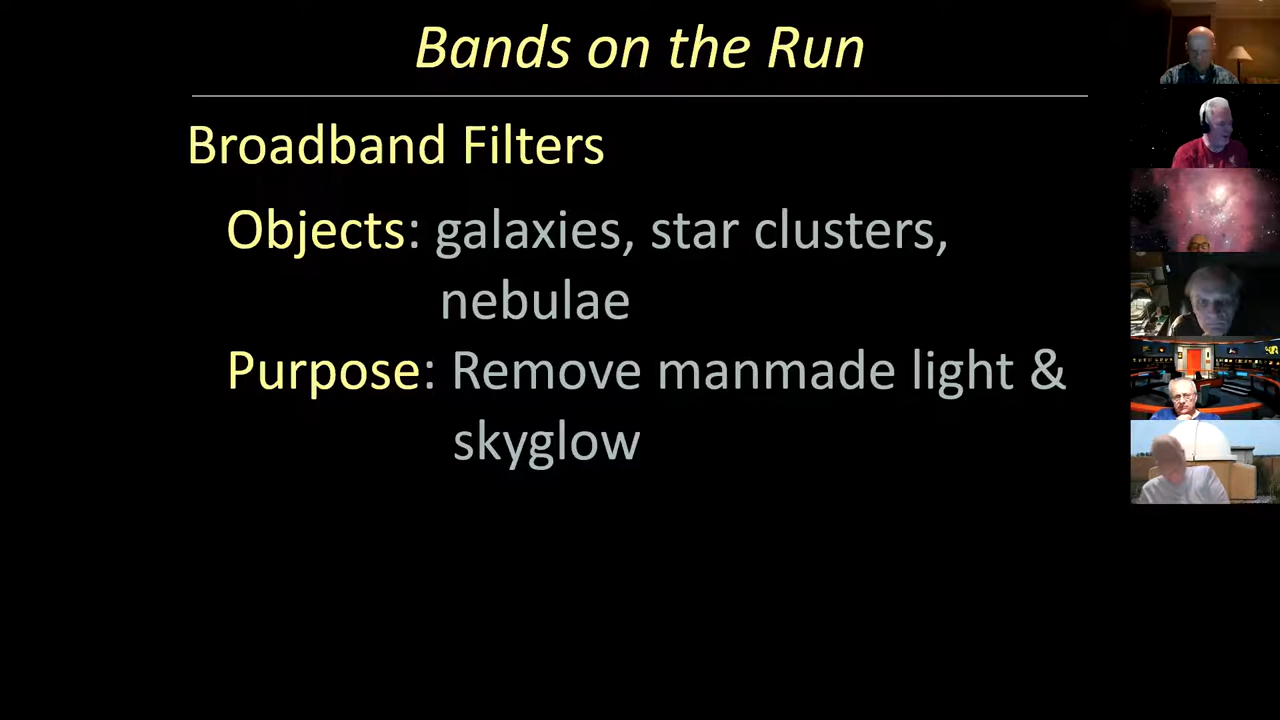 Bands on the Run
Broadband Filters
Objects: galaxies, star clusters,
nebulae
Purpose: Remove manmade light &
skyglow